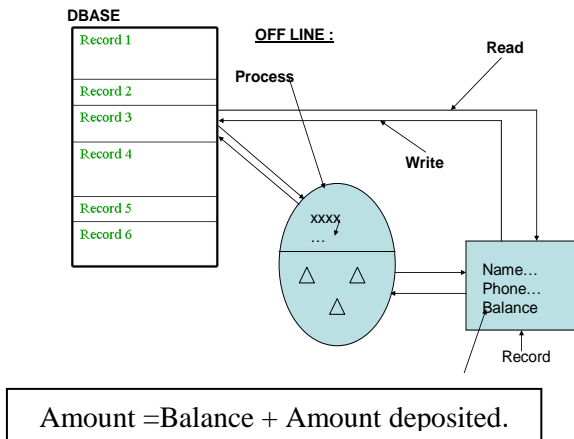 DBASE
Record 1
Record 2
Record 3
Record 4
Record 5
Record 6
OFF LINE :
Process
Read
Write
xxxx
...
Name...
Phone...
Balance
Record
Amount =Balance + Amount deposited.